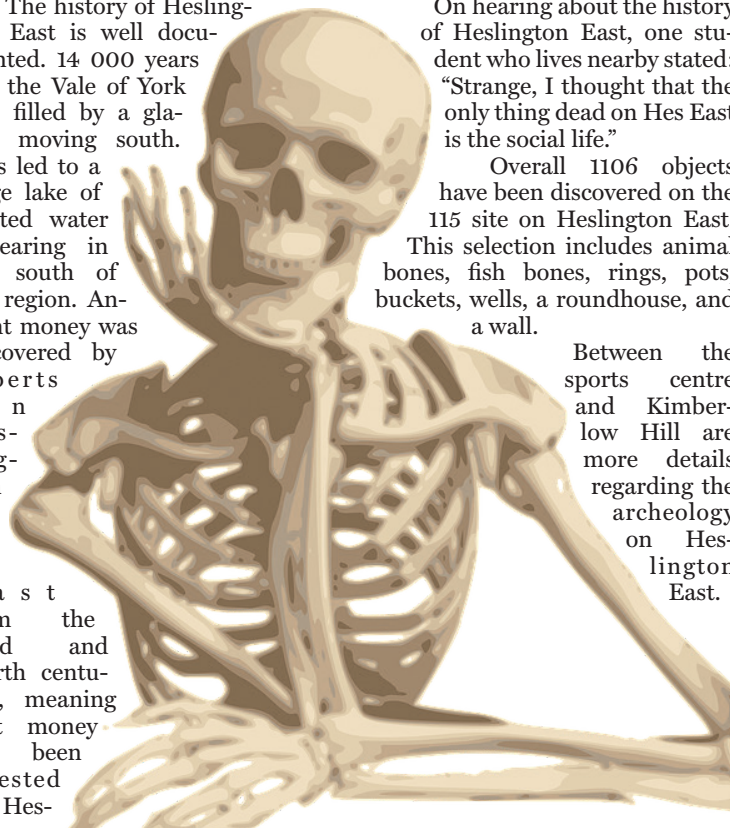 The history of Hesling-
East is well docu-
nted. 14 000 years
the Vale of York
filled by a gla-
moving south.
s led to a
ge lake of
ted water
earing in
south of
region. An-
nt money was
covered by
perts
n
s-
g-
a s t
m the
d and
rth centu-
, meaning
t money
been
ested
Hes-
On hearing about the history
of Heslington East, one stu-
dent who lives nearby stated:
“Strange, I thought that the
only thing dead on Hes East
is the social life.”
Overall 1106 objects
have been discovered on the
115 site on Heslington East
This selection includes animal
bones, fish bones, rings, pots
buckets, wells, a roundhouse, and
a wall.
Between the
sports centre
and Kimber-
low Hill are
more details
regarding the
archeology
on Hes-
lington
East.